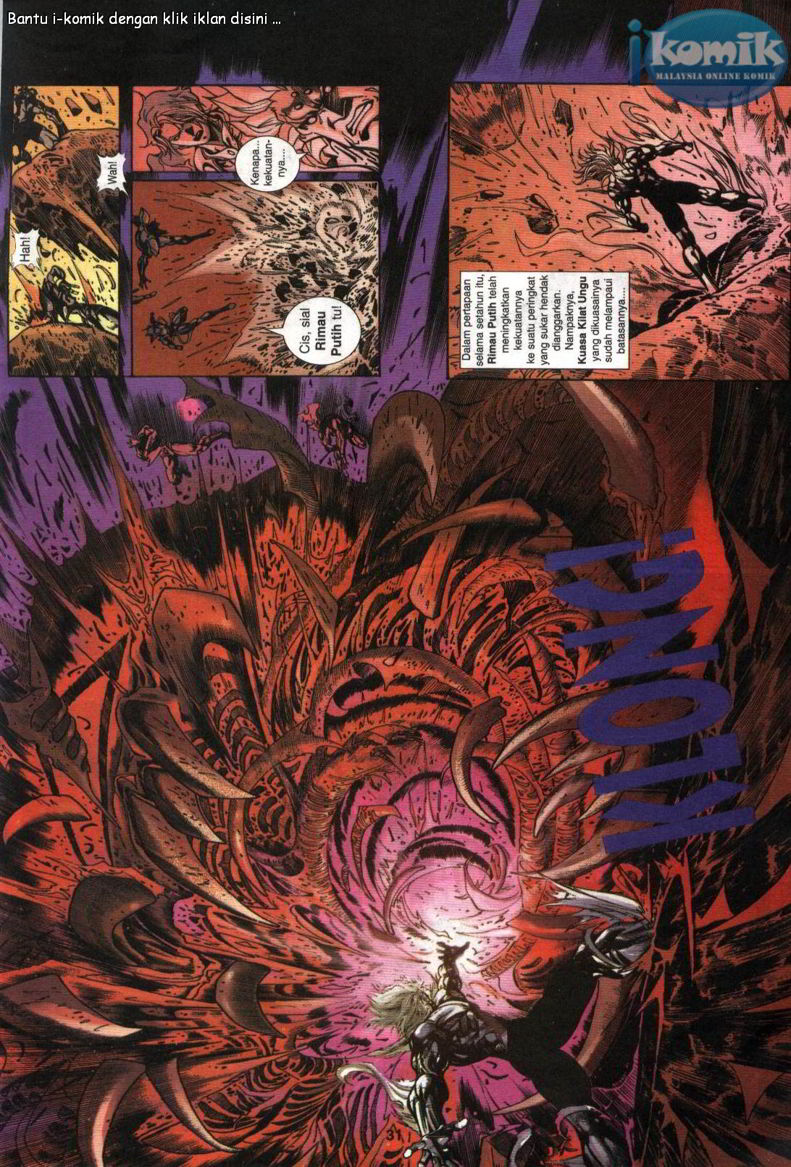 Bantu i-komik dengan klik iklan disini ...
ikomik
MALAYSIA ONLINE KOMIK
KLONG!
Dalam pertapaan
selama setahun itu,
Rimau Putih telah
meningkatkan
kekuatannya
ke suatu peringkat
yang sukar hendak
dianggarkan.
Nampaknya,
Kuasa Kilat Ungu
yang dikuasainya
sudah melampaui
batasannya....
Kenapa...
kekuatan-
nya....
Cis, sial
Rimau
Putih tu!
Wah!
Hah!
31